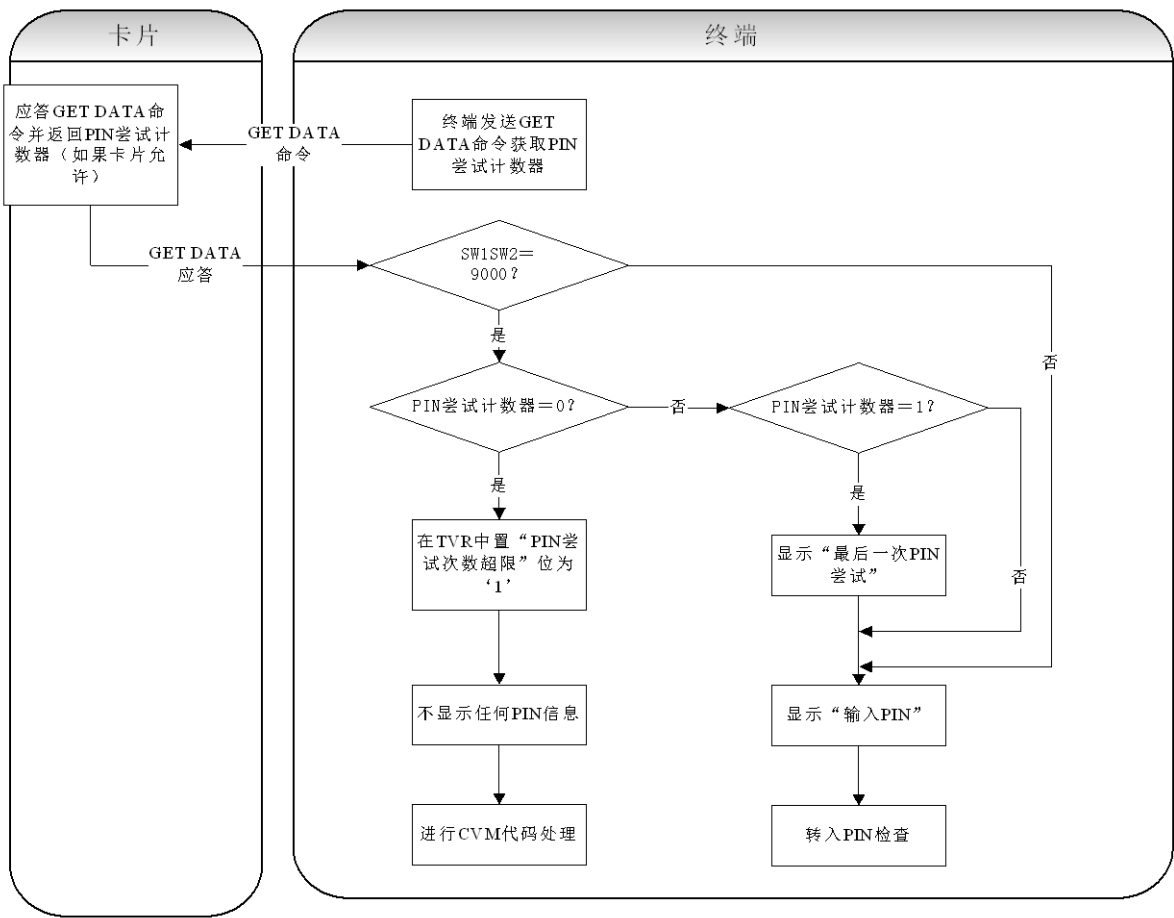 卡片
终端
应答GET DATA命
令并返回PIN尝试计
数器（如果卡片允
许）
GET DATA
命令
终端发送GET
DATA命令获取PIN
尝试计数器
GET DATA
应答
SW1SW2＝
9000？
是
否
PIN尝试计数器＝0？
否
PIN尝试计数器＝1？
是
是
否
在TVR中置“PIN尝
试次数超限”位为
‘1’
显示“最后一次PIN
尝试”
不显示任何PIN信息
显示“输入PIN”
进行CVM代码处理
转入PIN检查